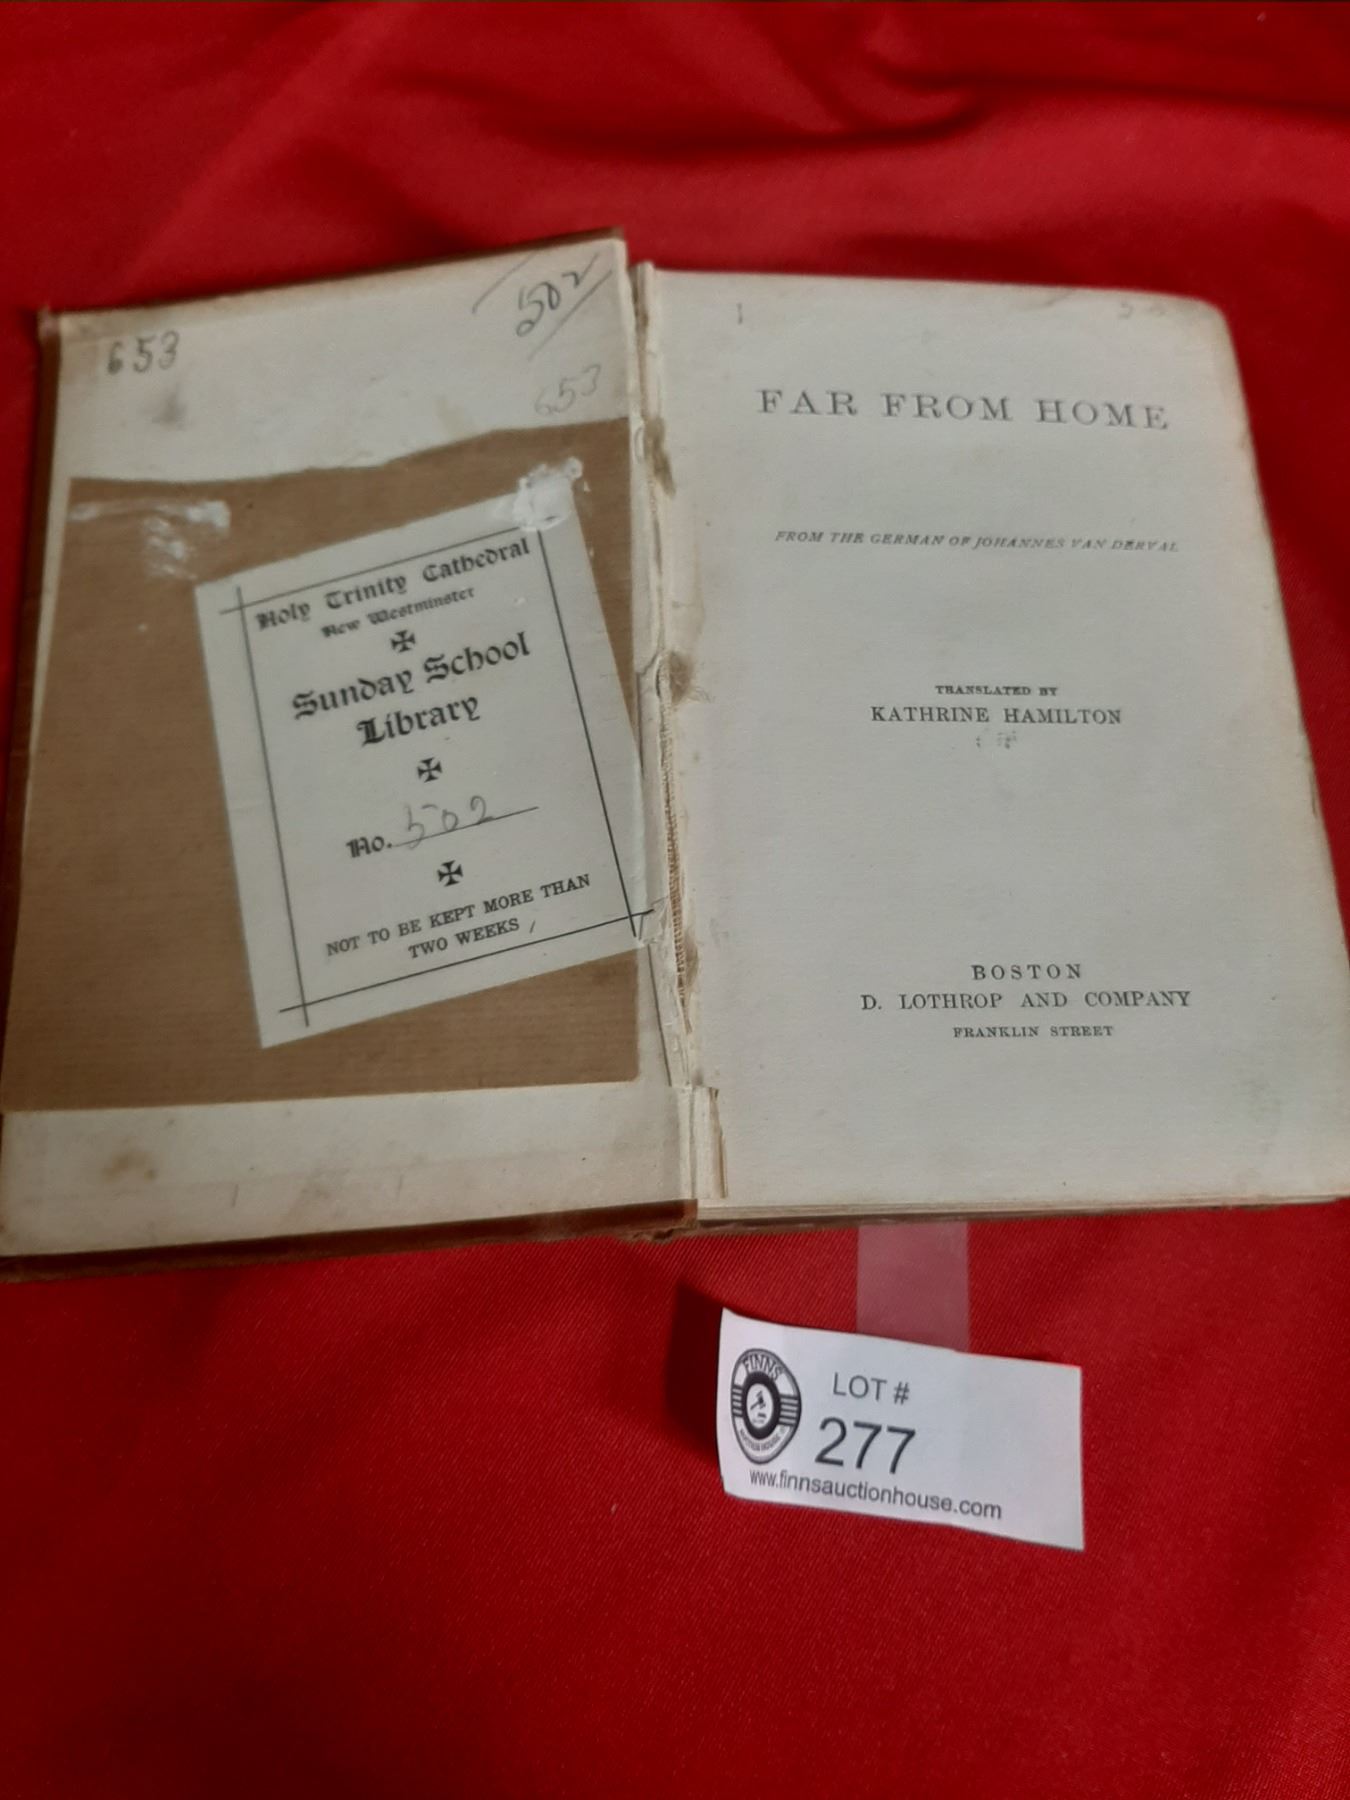 653
502
653
Holy Trinity Cathedral
New Westminster
Sunday School
Library
No. 502
NOT TO BE KEPT MORE THAN
TWO WEEKS
FAR FROM HOME
FROM THE GERMAN OF JOHANNES VAN DERVAL
TRANSLATED BY
KATHRINE HAMILTON
BOSTON
D. LOTHROP AND COMPANY
FRANKLIN STREET
FINNS
LOT #
277
www.finnsauctionhouse.com